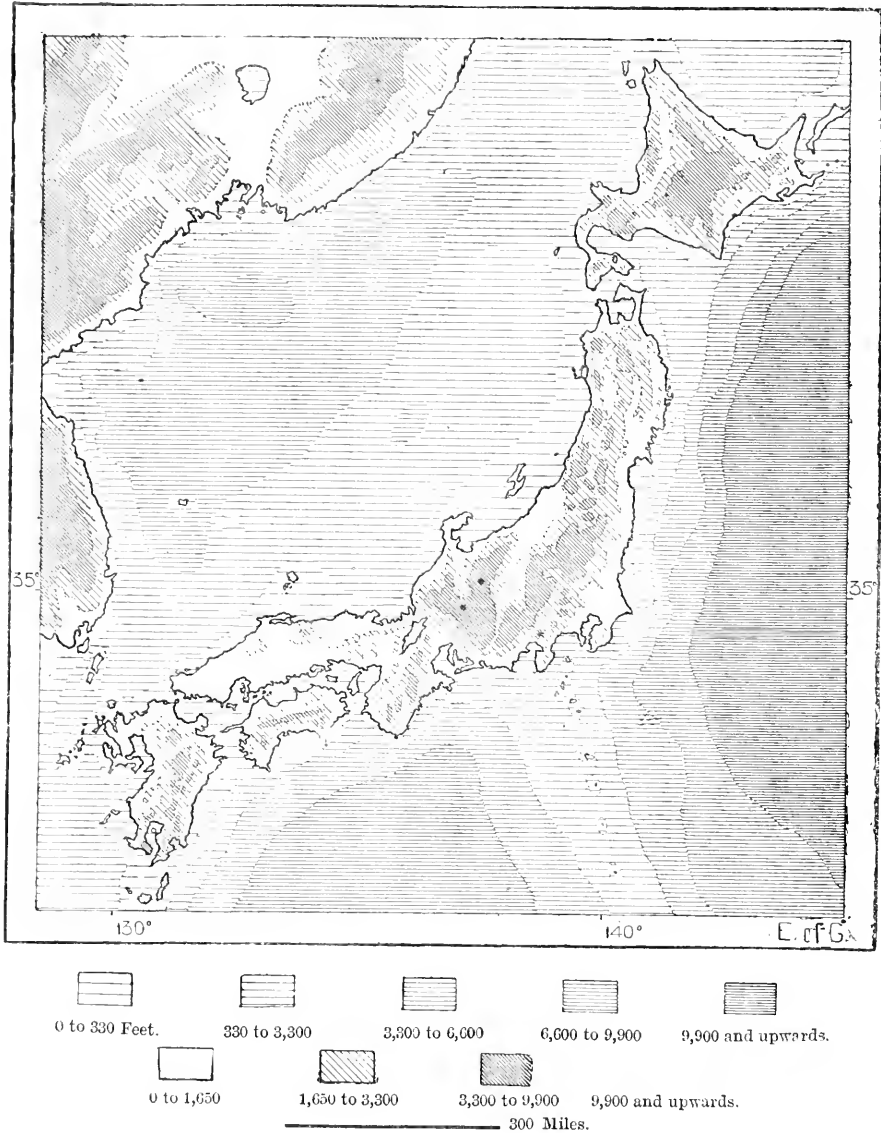 35° 35°
130° 140° E. of G.
0 to 330 Feet. 330 to 3,300 3,300 to 6,600 6,600 to 9,900 9,900 and upwards.
0 to 1,650 1,650 to 3,300 3,300 to 9,900 9,900 and upwards.
300 Miles.